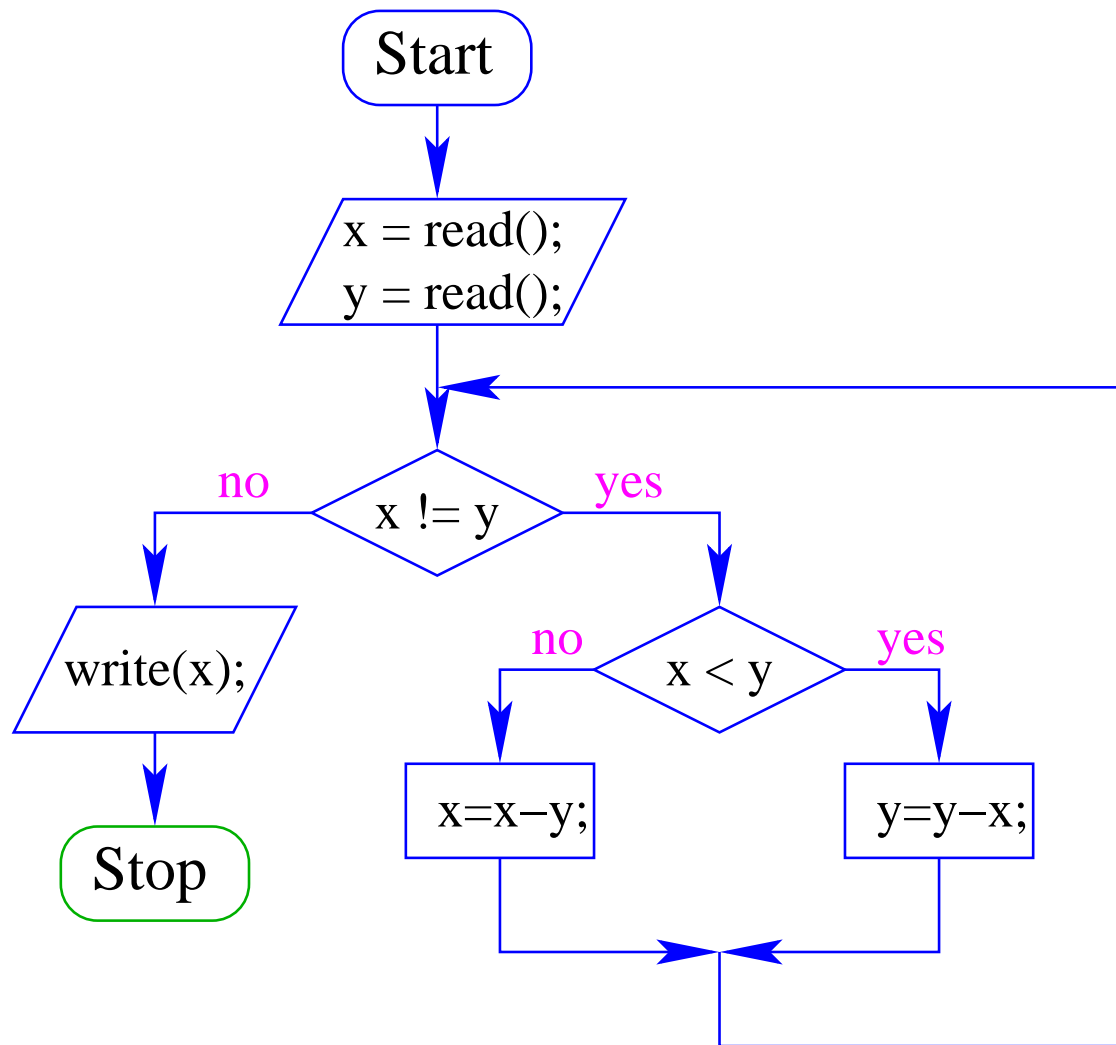 Start
x = read();
y = read();
no
yes
x != y
no
yes
write(x);
x < y
x=x−y;
y=y−x;
Stop